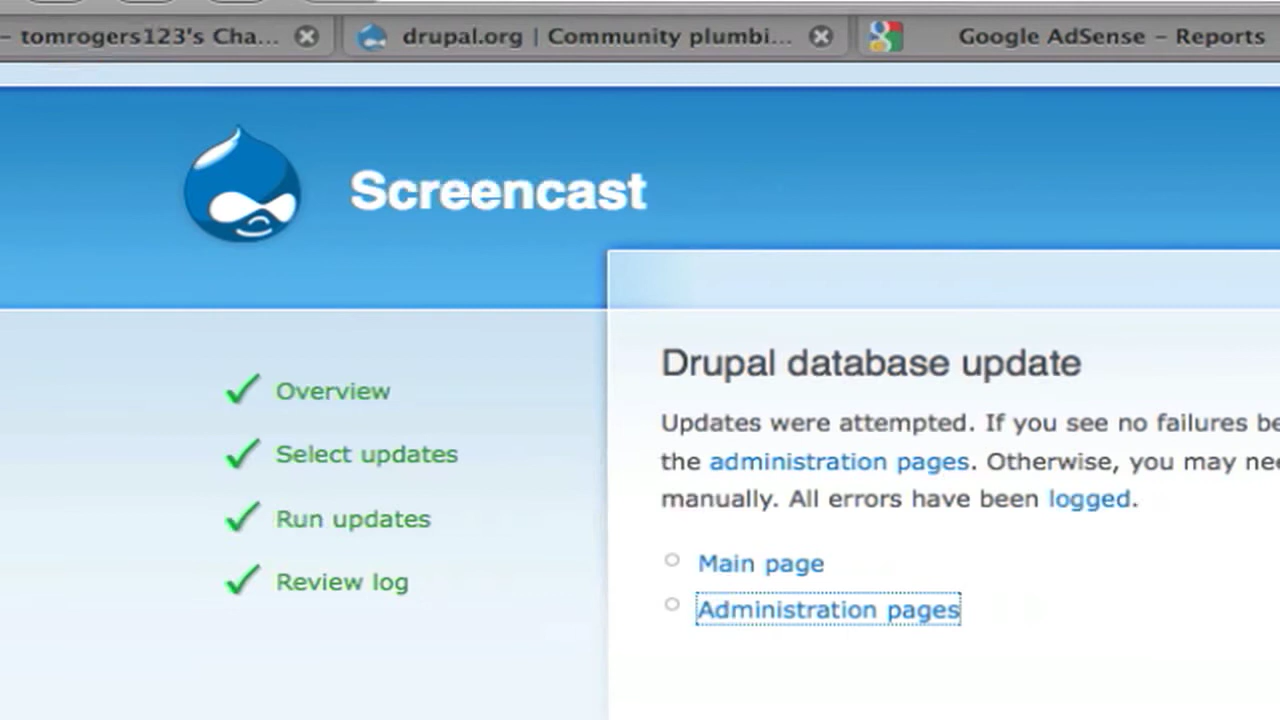 – tomrogers123's Cha...
drupal.org | Community plumbi...
Google AdSense – Reports
Screencast
Overview
Select updates
Run updates
Review log
Drupal database update
Updates were attempted. If you see no failures be
the administration pages. Otherwise, you may nee
manually. All errors have been logged.
Main page
Administration pages